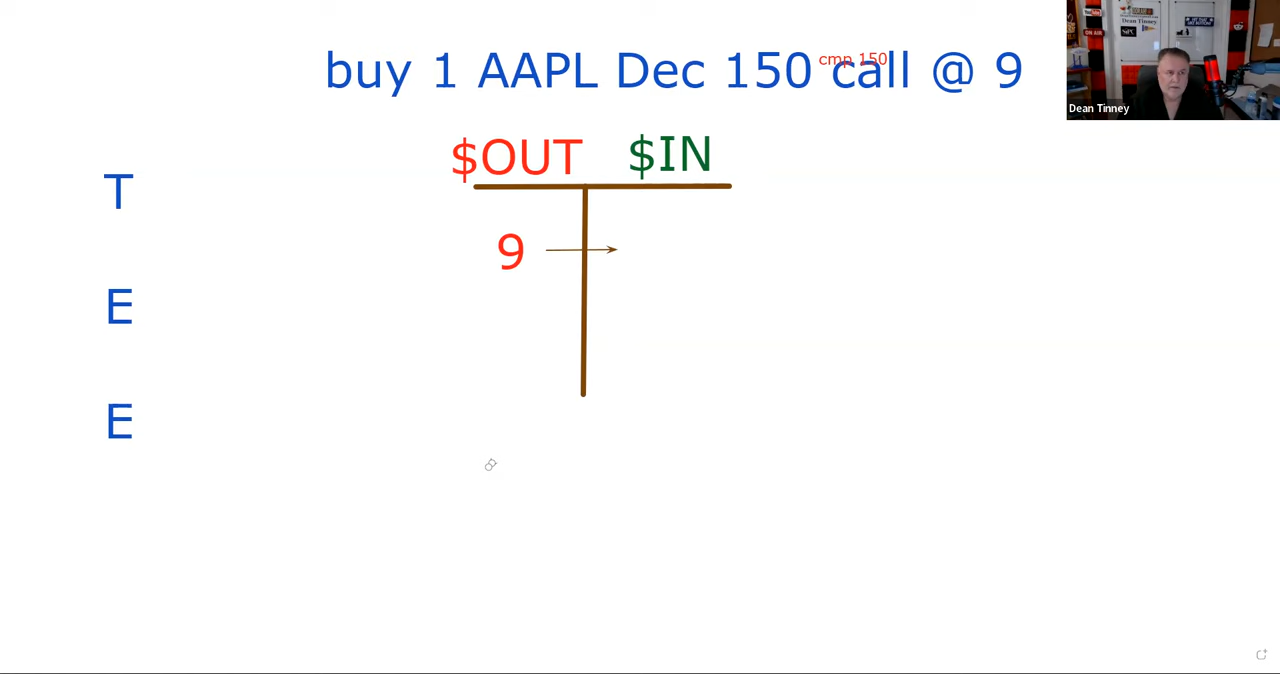 cmp 150
buy 1 AAPL Dec 150 call @ 9
Dean Tinney
$OUT $IN
T
9
E
E